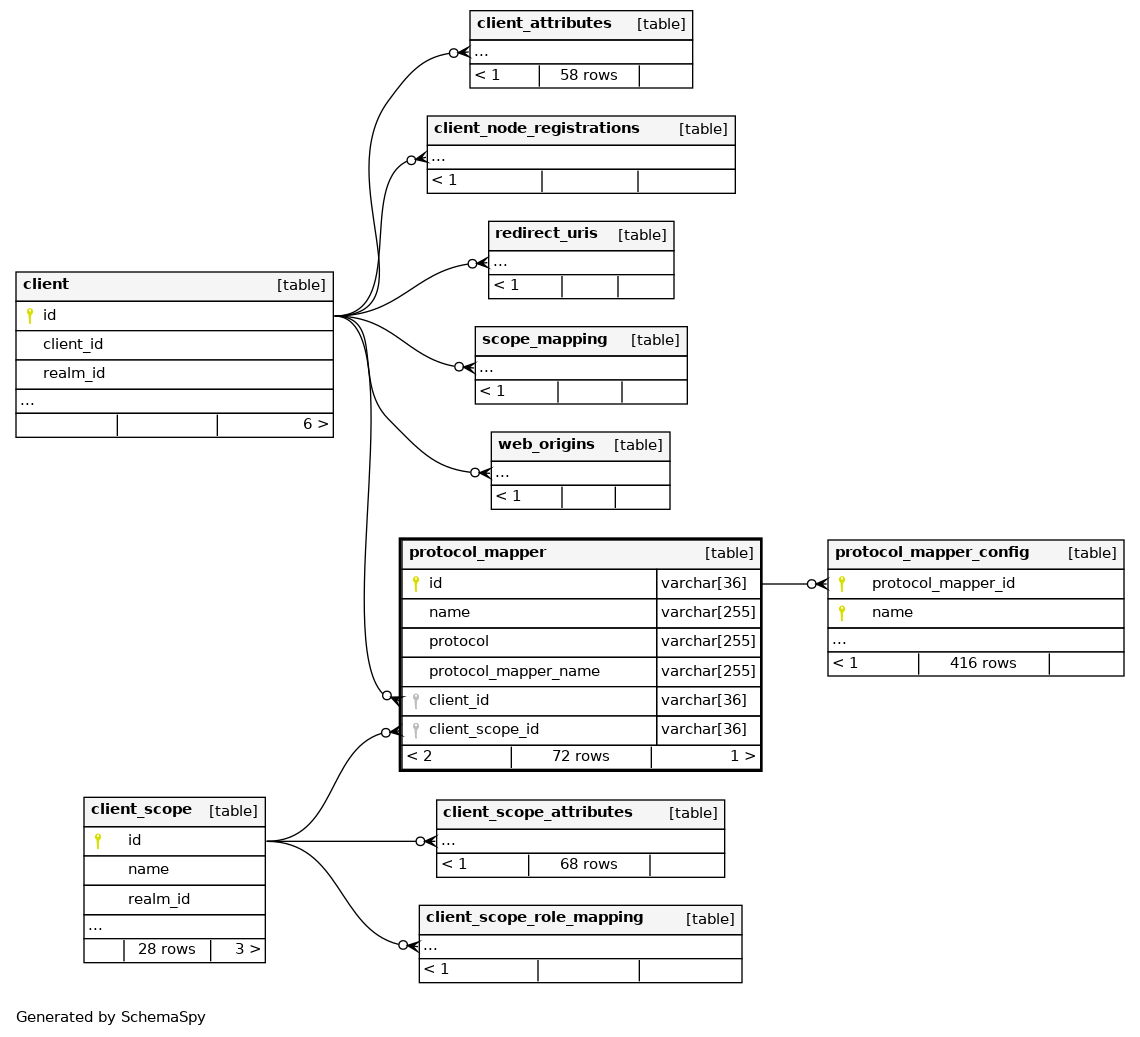 client_attributes [table]
...
< 1 58 rows
client_node_registrations [table]
...
< 1
redirect_uris [table]
...
< 1
client [table]
id
client_id
realm_id
...
6 >
scope_mapping [table]
...
< 1
web_origins [table]
...
< 1
protocol_mapper [table]
id varchar[36]
name varchar[255]
protocol varchar[255]
protocol_mapper_name varchar[255]
client_id varchar[36]
client_scope_id varchar[36]
< 2 72 rows 1 >
protocol_mapper_config [table]
protocol_mapper_id
name
...
< 1 416 rows
client_scope [table]
id
name
realm_id
...
28 rows 3 >
client_scope_attributes [table]
...
< 1 68 rows
client_scope_role_mapping [table]
...
< 1
Generated by SchemaSpy